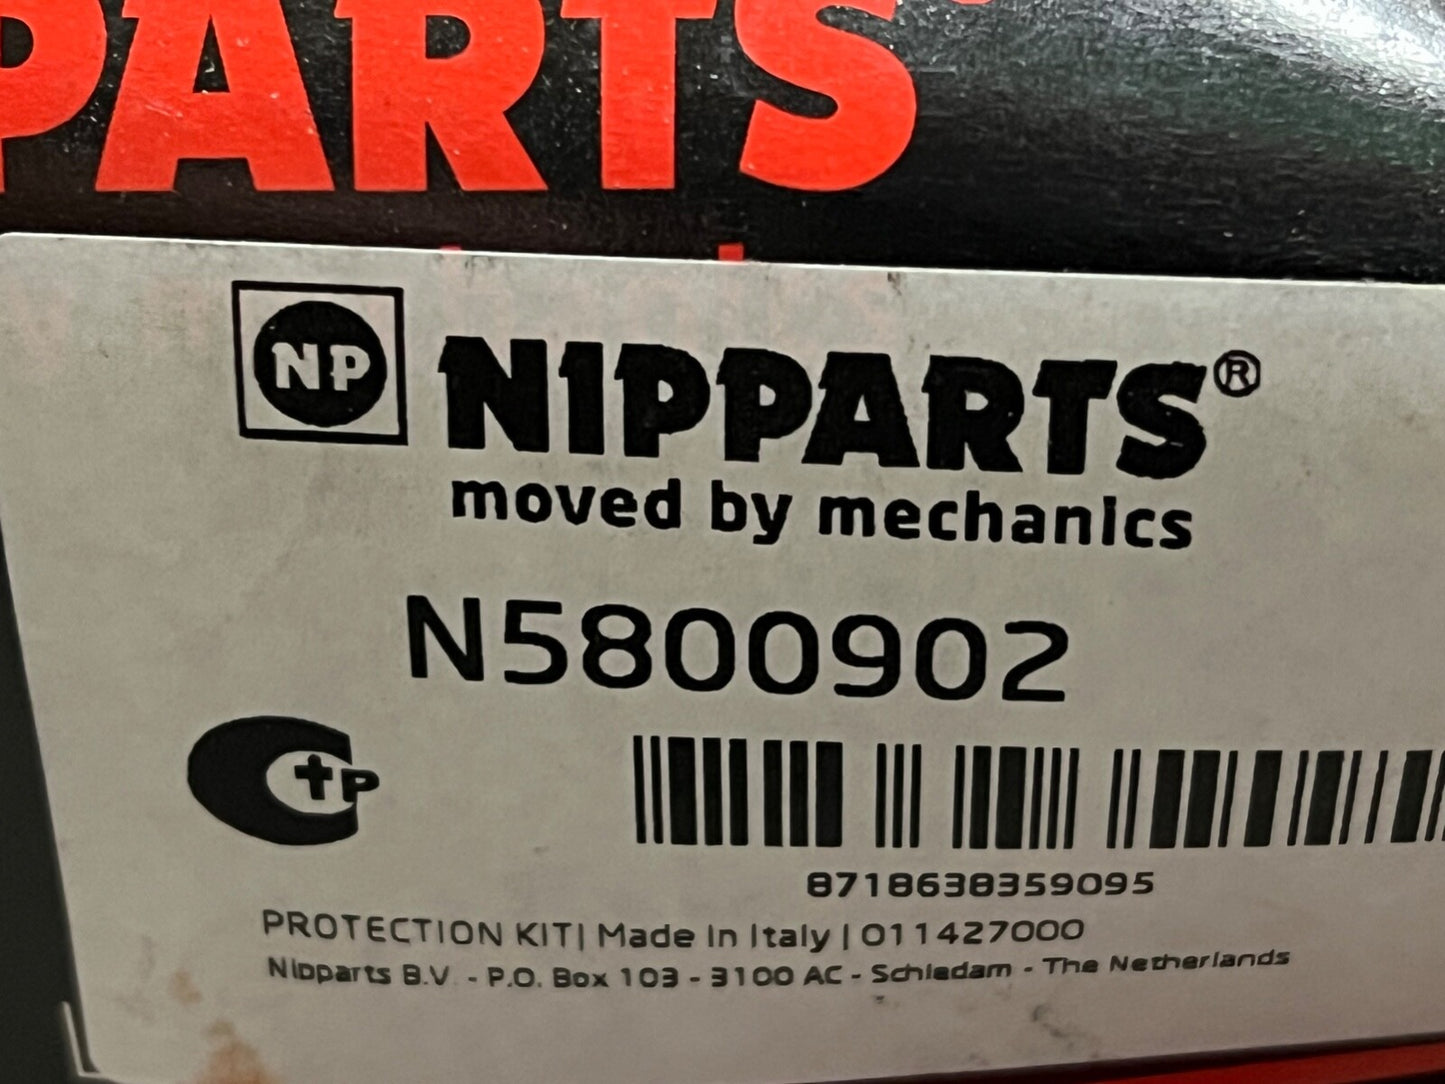 PARTS
NP NIPPARTS®
moved by mechanics
N5800902
CTP
8718638359095
PROTECTION KIT| Made in Italy | 011427000
Nipparts B.V. - P.O. Box 103 - 3100 AC - Schiedam - The Netherlands